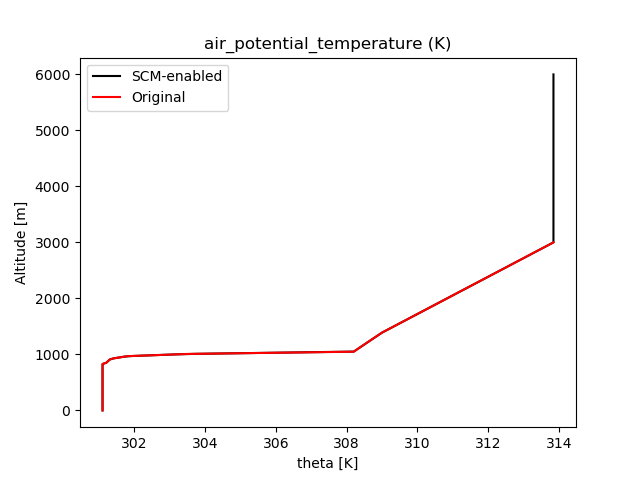 air_potential_temperature (K)
SCM-enabled
Original
6000
5000
4000
3000
2000
1000
0
Altitude [m]
302 304 306 308 310 312 314
theta [K]